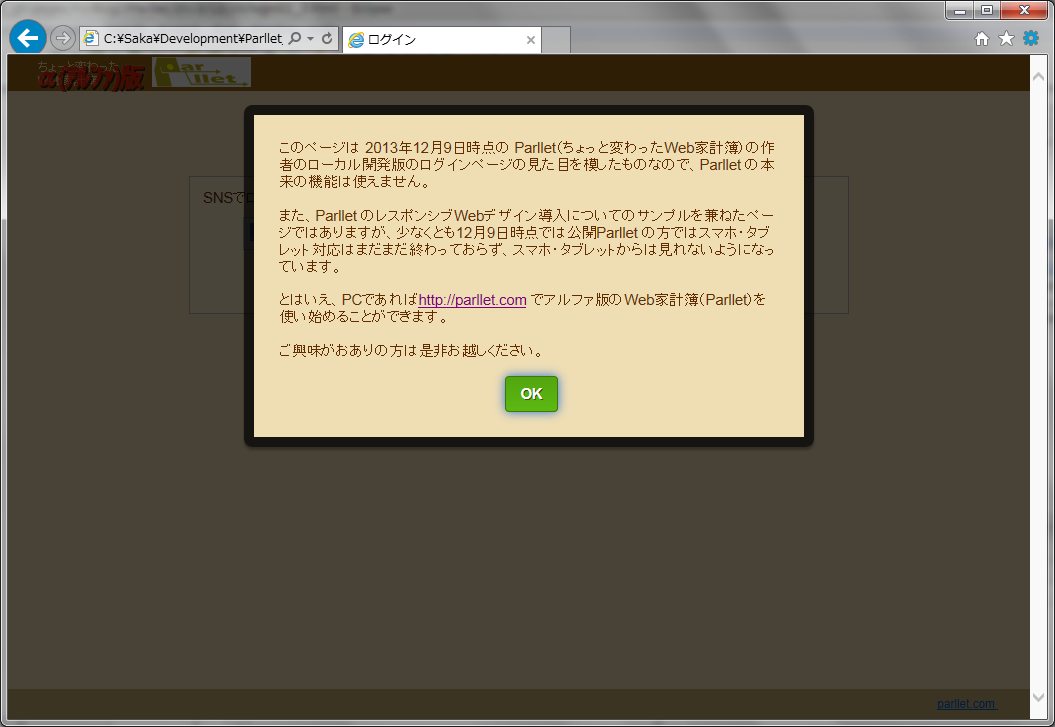 C:¥Saka¥Development¥Parllet
ログイン
ちょっと変わった
α(アルファ)版
Parllet
SNSでロ
このページは 2013年12月9日時点の Parllet(ちょっと変わったWeb家計簿)の作
者のローカル開発版のログインページの見た目を模したものなので、Parllet の本
来の機能は使えません。
また、Parllet のレスポンシブWebデザイン導入についてのサンプルを兼ねたペー
ジではありますが、少なくとも12月9日時点では公開Parllet の方ではスマホ・タブ
レット対応はまだまだ終わっておらず、スマホ・タブレットからは見れないようになっ
ています。
とはいえ、PCであればhttp://parllet.com でアルファ版のWeb家計簿(Parllet)を
使い始めることができます。
ご興味がおありの方は是非お越しください。
OK
parllet.com